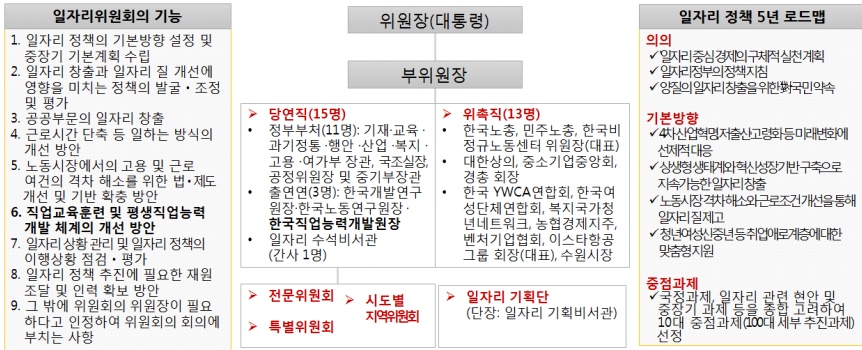 일자리위원회의 기능
1. 일자리 정책의 기본방향 설정 및
중장기 기본계획 수립
2. 일자리 창출과 일자리 질 개선에
영향을 미치는 정책의 발굴·조정
및 평가
3. 공공부문의 일자리 창출
4. 근로시간 단축 등 일하는 방식의
개선 방안
5. 노동시장에서의 고용 및 근로
여건의 격차 해소를 위한 법·제도
개선 및 기반 확충 방안
6. 직업교육훈련 및 평생직업능력
개발 체계의 개선 방안
7. 일자리 상황 관리 및 일자리 정책의
이행상황 점검·평가
8. 일자리 정책 추진에 필요한 재원
조달 및 인력 확보 방안
9. 그 밖에 위원회의 위원장이 필요
하다고 인정하여 위원회의 회의에
부치는 사항
위원장(대통령)
부위원장
➢ 당연직(15명)
• 정부부처(11명): 기재·교육·
과기정통·행안·산업·복지·
고용·여가부 장관, 국조실장,
공정위원장 및 중기부장관
• 출연연(3명): 한국개발연구
원장·한국노동연구원장·
한국직업능력개발원장
• 일자리 수석비서관
(간사 1명)
➢ 위촉직(13명)
• 한국노총, 민주노총, 한국비
정규노동센터 위원장(대표)
• 대한상의, 중소기업중앙회,
경총 회장
• 한국 YWCA연합회, 한국여
성단체연합회, 복지국가청
년네트워크, 농협경제지주,
벤처기업협회, 이스타항공
그룹 회장(대표), 수원시장
➢ 전문위원회
➢ 특별위원회
➢ 시도별
지역위원회
➢ 일자리 기획단
(단장: 일자리 기획비서관)
일자리 정책 5년 로드맵
의의
✓ '일자리 중심 경제'의 구체적 실천 계획
✓ 일자리정부의 정책 지침
✓ 양질의 일자리 창출을 위한 對국민 약속
기본방향
➢ 4차 산업혁명·저출산고령화 등 미래변화에
선제적 대응
➢ 상생형 생태계와 혁신성장 기반 구축으로
지속가능한 일자리 창출
➢ 노동시장 격차 해소와 근로조건 개선을 통해
일자리 질 제고
➢ 청년·여성·신중년 등 취업애로계층에 대한
맞춤형 지원
중점과제
➢ 국정과제, 일자리 관련 현안 및
중장기 과제 등을 종합 고려하여
10대 중점과제(100대 세부 추진과제)
선정